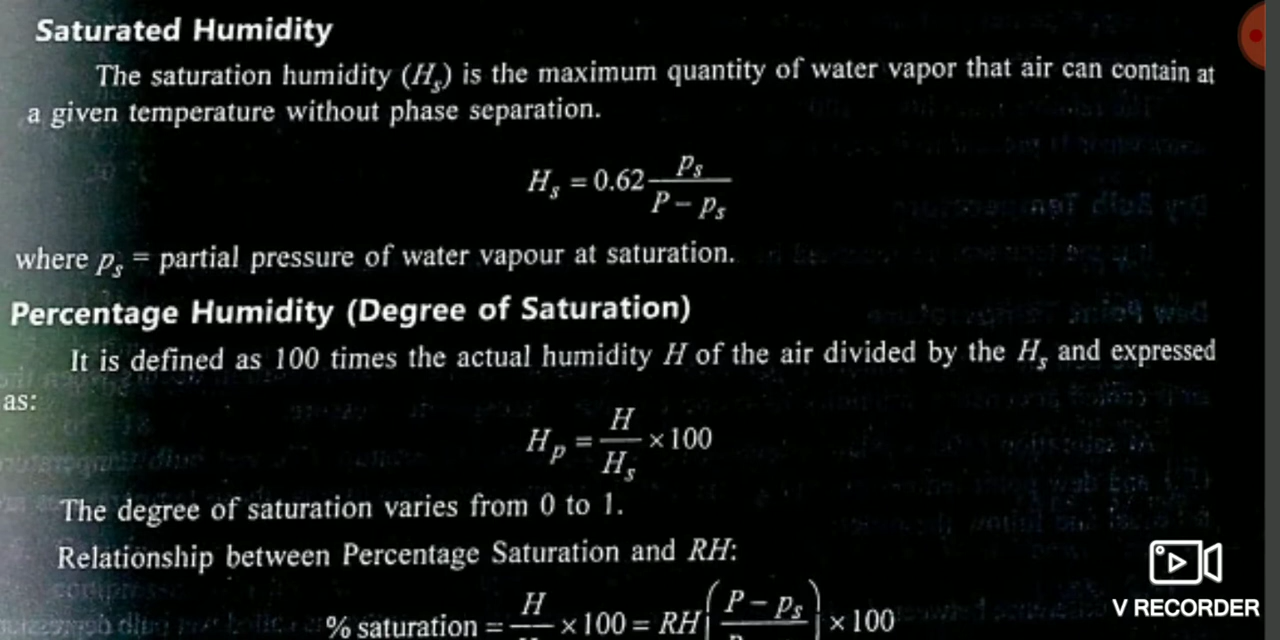 Saturated Humidity
The saturation humidity (Hₛ) is the maximum quantity of water vapor that air can contain at
a given temperature without phase separation.
Hₛ = 0.62 pₛ / (P − pₛ)
where pₛ = partial pressure of water vapour at saturation.
Percentage Humidity (Degree of Saturation)
It is defined as 100 times the actual humidity H of the air divided by the Hₛ and expressed
as:
Hₚ = H / Hₛ × 100
The degree of saturation varies from 0 to 1.
Relationship between Percentage Saturation and RH:
% saturation = H × 100 = RH (P − pₛ) × 100
V RECORDER